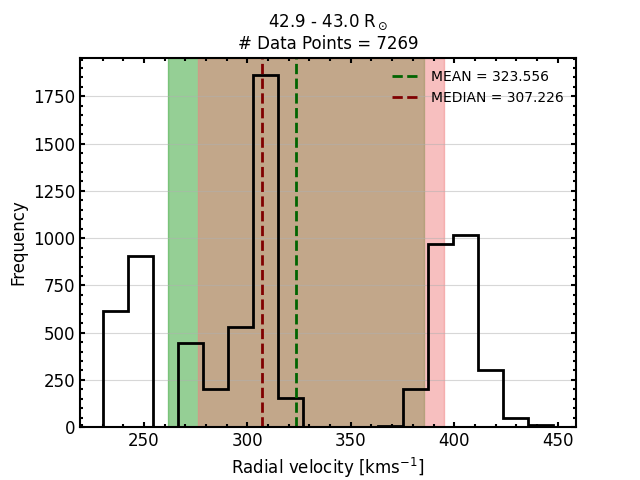 42.9 - 43.0 R⊙
# Data Points = 7269
MEAN = 323.556
MEDIAN = 307.226
Frequency
1750
1500
1250
1000
750
500
250
0
250 300 350 400 450
Radial velocity [kms⁻¹]